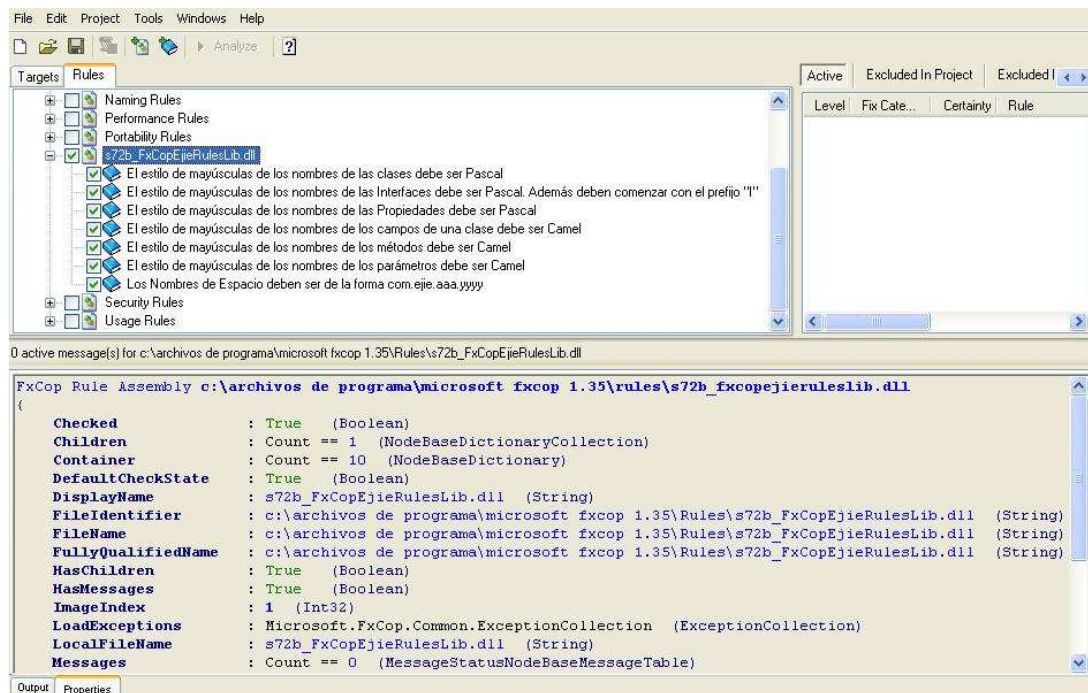 File Edit Project Tools Windows Help
Analyze
Targets Rules
Naming Rules
Performance Rules
Portability Rules
s72b_FxCopEjieRulesLib.dll
El estilo de mayúsculas de los nombres de las clases debe ser Pascal
El estilo de mayúsculas de los nombres de las Interfaces debe ser Pascal. Además deben comenzar con el prefijo "I"
El estilo de mayúsculas de los nombres de las Propiedades debe ser Pascal
El estilo de mayúsculas de los nombres de los campos de una clase debe ser Camel
El estilo de mayúsculas de los nombres de los métodos debe ser Camel
El estilo de mayúsculas de los nombres de los parámetros debe ser Camel
Los Nombres de Espacio deben ser de la forma com.ejie.aaa.yyyy
Security Rules
Usage Rules
Active Excluded In Project Excluded I
Level Fix Cate... Certainty Rule
0 active message(s) for c:\archivos de programa\microsoft fxcop 1.35\Rules\s72b_FxCopEjieRulesLib.dll
FxCop Rule Assembly c:\archivos de programa\microsoft fxcop 1.35\rules\s72b_fxcopejieruleslib.dll
{
Checked : True (Boolean)
Children : Count == 1 (NodeBaseDictionaryCollection)
Container : Count == 10 (NodeBaseDictionary)
DefaultCheckState : True (Boolean)
DisplayName : s72b_FxCopEjieRulesLib.dll (String)
FileIdentifier : c:\archivos de programa\microsoft fxcop 1.35\Rules\s72b_FxCopEjieRulesLib.dll (String)
FileName : c:\archivos de programa\microsoft fxcop 1.35\Rules\s72b_FxCopEjieRulesLib.dll (String)
FullyQualifiedName : c:\archivos de programa\microsoft fxcop 1.35\Rules\s72b_FxCopEjieRulesLib.dll (String)
HasChildren : True (Boolean)
HasMessages : True (Boolean)
ImageIndex : 1 (Int32)
LoadExceptions : Microsoft.FxCop.Common.ExceptionCollection (ExceptionCollection)
LocalFileName : s72b_FxCopEjieRulesLib.dll (String)
Messages : Count == 0 (MessageStatusNodeBaseMessageTable)
Output Properties